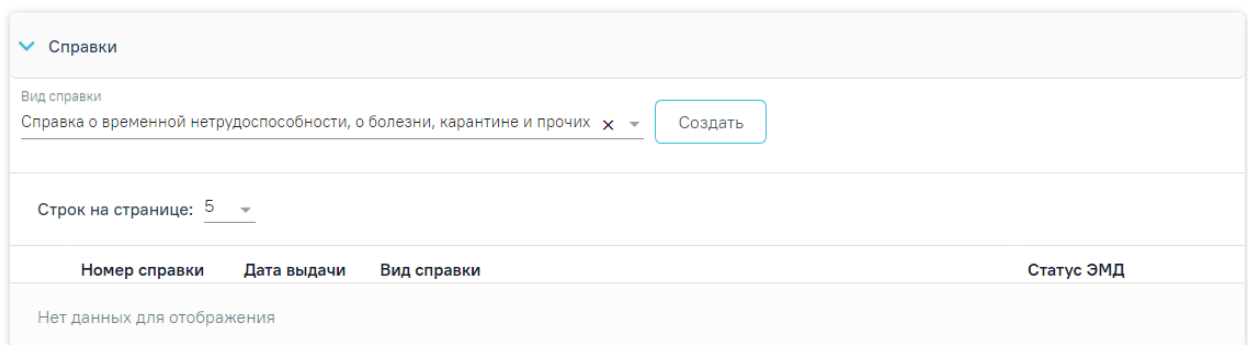 Справки
Вид справки
Справка о временной нетрудоспособности, о болезни, карантине и прочих
Создать
Строк на странице: 5
Номер справки Дата выдачи Вид справки Статус ЭМД
Нет данных для отображения